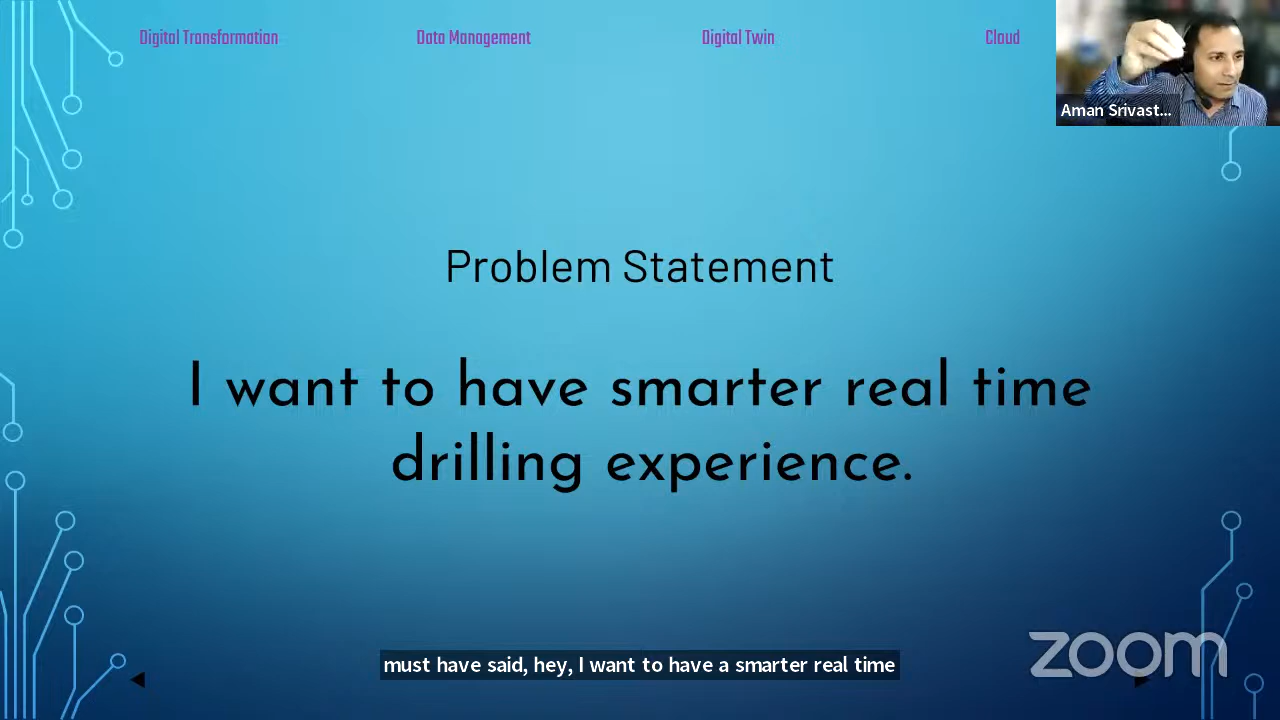 Digital Transformation
Data Management
Digital Twin
Cloud
Aman Srivast...
Problem Statement
I want to have smarter real time
drilling experience.
must have said, hey, I want to have a smarter real time
zoom